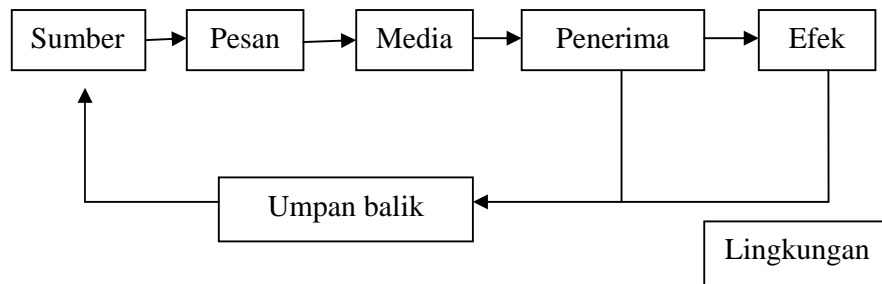 Sumber
Pesan
Media
Penerima
Efek
Umpan balik
Lingkungan